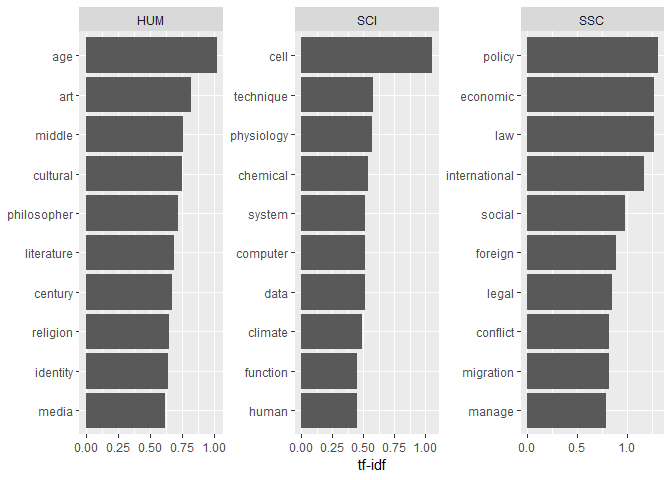 HUM
age
art
middle
cultural
philosopher
literature
century
religion
identity
media
0.00 0.25 0.50 0.75 1.00
SCI
cell
technique
physiology
chemical
system
computer
data
climate
function
human
0.00 0.25 0.50 0.75 1.00
SSC
policy
economic
law
international
social
foreign
legal
conflict
migration
manage
0.0 0.5 1.0
tf-idf